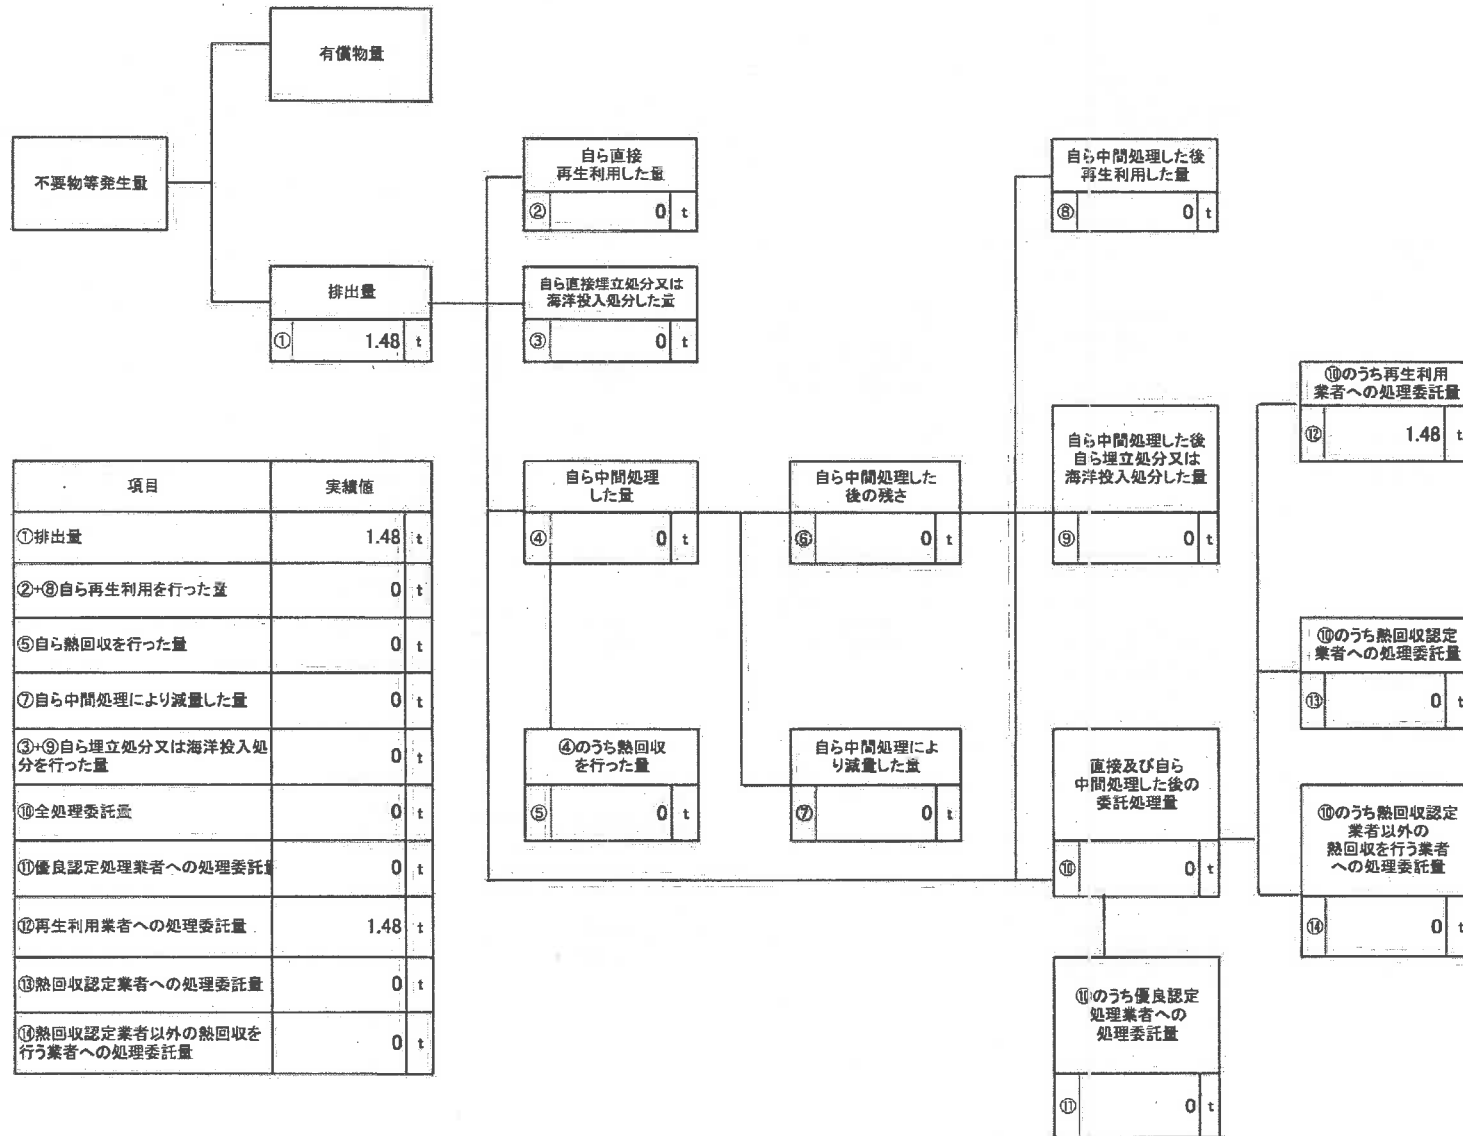 有償物量
不要物等発生量
排出量
① 1.48 t
自ら直接
再生利用した量
② 0 t
自ら直接埋立処分又は
海洋投入処分した量
③ 0 t
自ら中間処理
した量
④ 0 t
④のうち熱回収
を行った量
⑤ 0 t
自ら中間処理した
後の残さ
⑥ 0 t
自ら中間処理によ
り減量した量
⑦ 0 t
自ら中間処理した後
再生利用した量
⑧ 0 t
自ら中間処理した後
自ら埋立処分又は
海洋投入処分した量
⑨ 0 t
直接及び自ら
中間処理した後の
委託処理量
⑩ 0 t
⑩のうち優良認定
処理業者への
処理委託量
⑪ 0 t
⑩のうち再生利用
業者への処理委託量
⑫ 1.48 t
⑩のうち熱回収認定
業者への処理委託量
⑬ 0 t
⑩のうち熱回収認定
業者以外の
熱回収を行う業者
への処理委託量
⑭ 0 t
項目 実績値
①排出量 1.48 t
②+⑧自ら再生利用を行った量 0 t
⑤自ら熱回収を行った量 0 t
⑦自ら中間処理により減量した量 0 t
③+⑨自ら埋立処分又は海洋投入処
分を行った量 0 t
⑩全処理委託量 0 t
⑪優良認定処理業者への処理委託量 0 t
⑫再生利用業者への処理委託量 1.48 t
⑬熱回収認定業者への処理委託量 0 t
⑭熱回収認定業者以外の熱回収を
行う業者への処理委託量 0 t